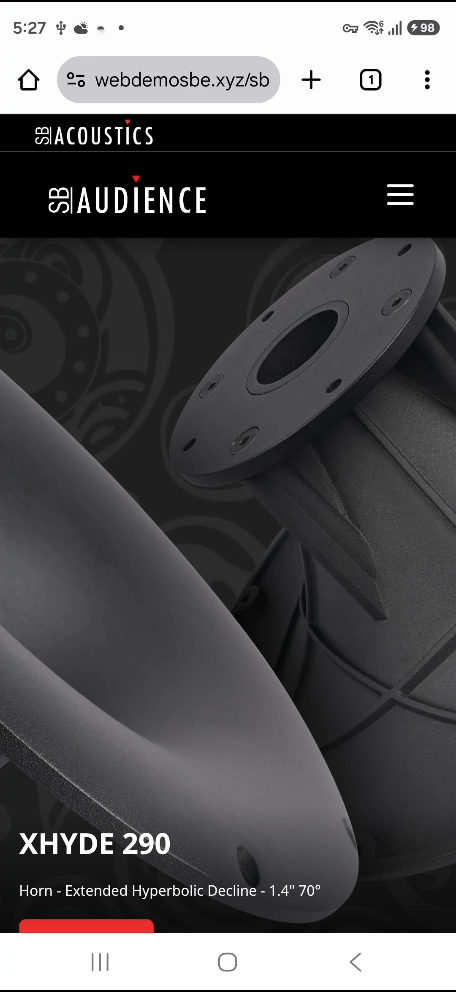 5:27
6
98
webdemosbe.xyz/sb
1
SB ACOUSTICS
SB AUDIENCE
XHYDE 290
Horn - Extended Hyperbolic Decline - 1.4" 70°